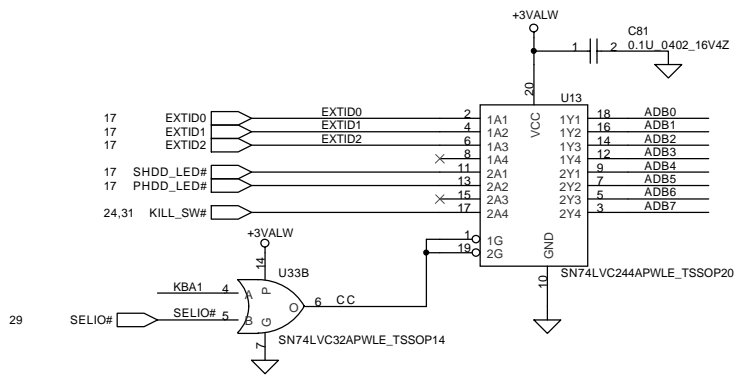 +3VALW
C81
1 2 0.1U_0402_16V4Z
20
U13
VCC
17 EXTID0 EXTID0 2 1A1 1Y1 18 ADB0
17 EXTID1 EXTID1 4 1A2 1Y2 16 ADB1
17 EXTID2 EXTID2 6 1A3 1Y3 14 ADB2
8 1A4 1Y4 12 ADB3
17 SHDD_LED# 11 2A1 2Y1 9 ADB4
17 PHDD_LED# 13 2A2 2Y2 7 ADB5
15 2A3 2Y3 5 ADB6
24,31 KILL_SW# 17 2A4 2Y4 3 ADB7
+3VALW
1 1G
19 2G
GND
10
SN74LVC244APWLE_TSSOP20
14
U33B
KBA1 4 A P O 6 CC
29 SELIO# SELIO# 5 B G
7
SN74LVC32APWLE_TSSOP14